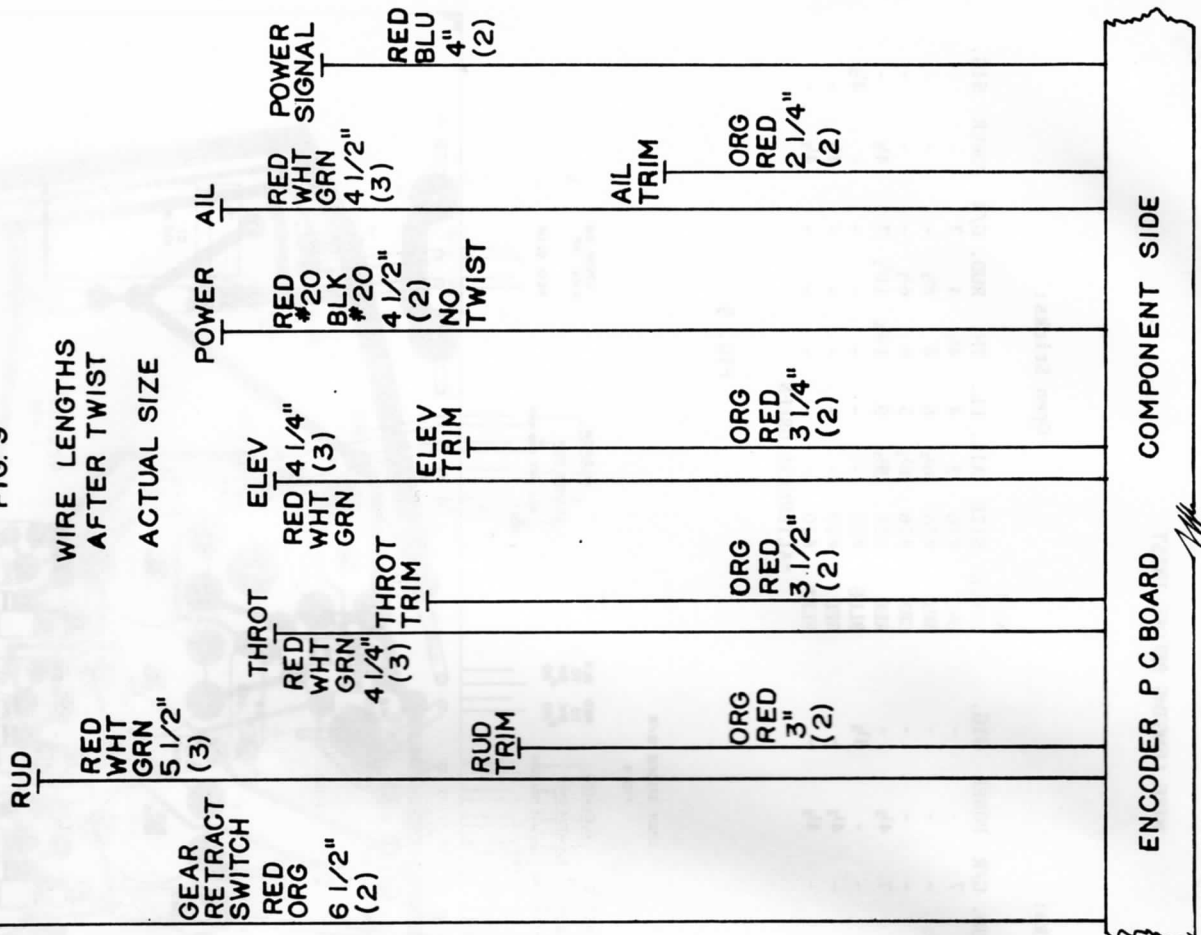 FIG. 9
WIRE LENGTHS
AFTER TWIST
ACTUAL SIZE
GEAR
RETRACT
SWITCH
RED
ORG
6 1/2"
(2)
RUD
RED
WHT
GRN
5 1/2"
(3)
RUD
TRIM
ORG
RED
3"
(2)
THROT
RED
WHT
GRN
4 1/4"
(3)
THROT
TRIM
ORG
RED
3 1/2"
(2)
ELEV
RED
WHT
GRN
4 1/4"
(3)
ELEV
TRIM
ORG
RED
3 1/4"
(2)
POWER
RED
#20
BLK
#20
4 1/2"
(2)
NO
TWIST
AIL
RED
WHT
GRN
4 1/2"
(3)
AIL
TRIM
ORG
RED
2 1/4"
(2)
POWER
SIGNAL
RED
BLU
4"
(2)
ENCODER P C BOARD
COMPONENT SIDE